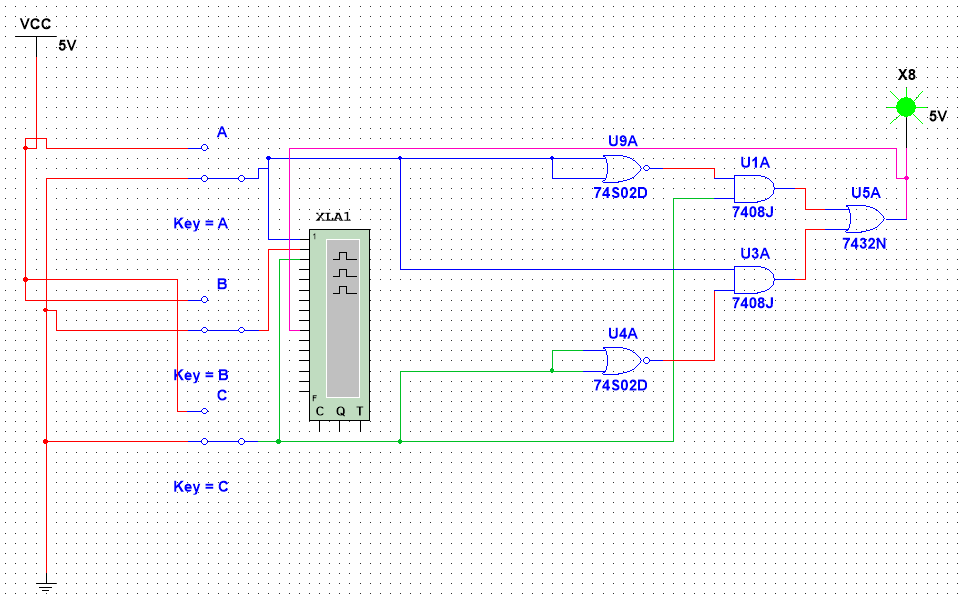 VCC
5V
X8
5V
A
U9A
74S02D
U1A
7408J
U5A
7432N
Key = A
XLA1
1
U3A
7408J
B
U4A
74S02D
Key = B
C
F
C Q T
Key = C